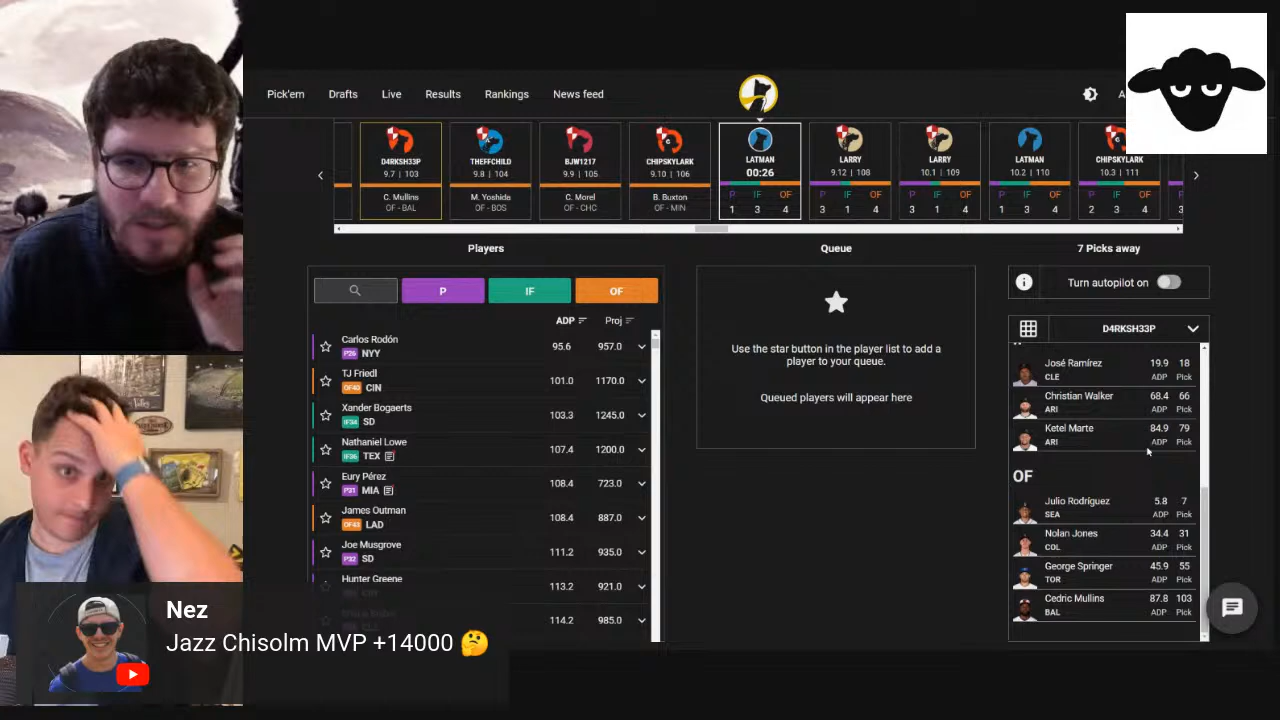 Pick'em Drafts Live Results Rankings News feed
D4RKSH33P
9.7 | 103
C. Mullins
OF - BAL
THEFFCHILD
9.8 | 104
M. Yoshida
OF - BOS
BJW1217
9.9 | 105
C. Morel
OF - CHC
CHIPSKYLARK
9.10 | 106
B. Buxton
OF - MIN
LATMAN
00:26
P IF OF
1 3 4
LARRY
9.12 | 108
P IF OF
3 1 4
LARRY
10.1 | 109
P IF OF
3 1 4
LATMAN
10.2 | 110
P IF OF
1 3 4
CHIPSKYLARK
10.3 | 111
P IF OF
2 3 4
Players
P IF OF
ADP Proj
Carlos Rodón
P26 NYY 95.6 957.0
TJ Friedl
OF40 CIN 101.0 1170.0
Xander Bogaerts
IF34 SD 103.3 1245.0
Nathaniel Lowe
IF36 TEX 107.4 1200.0
Eury Pérez
P31 MIA 108.4 723.0
James Outman
OF43 LAD 108.4 887.0
Joe Musgrove
P32 SD 111.2 935.0
Hunter Greene
113.2 921.0
114.2 985.0
Queue
Use the star button in the player list to add a
player to your queue.
Queued players will appear here
7 Picks away
Turn autopilot on
D4RKSH33P
José Ramírez 19.9 18
CLE ADP Pick
Christian Walker 68.4 66
ARI ADP Pick
Ketel Marte 84.9 79
ARI ADP Pick
OF
Julio Rodríguez 5.8 7
SEA ADP Pick
Nolan Jones 34.4 31
COL ADP Pick
George Springer 45.9 55
TOR ADP Pick
Cedric Mullins 87.8 103
BAL ADP Pick
Nez
Jazz Chisolm MVP +14000 🤔